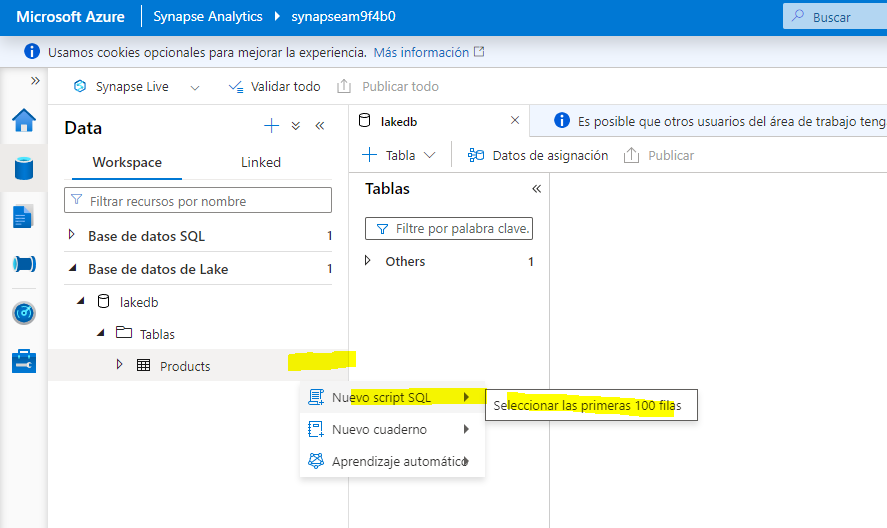 Microsoft Azure Synapse Analytics synapseam9f4b0 Buscar
Usamos cookies opcionales para mejorar la experiencia. Más información
Synapse Live Validar todo Publicar todo
Data
Workspace Linked
Filtrar recursos por nombre
Base de datos SQL 1
Base de datos de Lake 1
lakedb
Tablas
Products
lakedb Es posible que otros usuarios del área de trabajo teng
Tabla Datos de asignación Publicar
Tablas
Filtre por palabra clave.
Others 1
Nuevo script SQL
Nuevo cuaderno
Aprendizaje automático
Seleccionar las primeras 100 filas